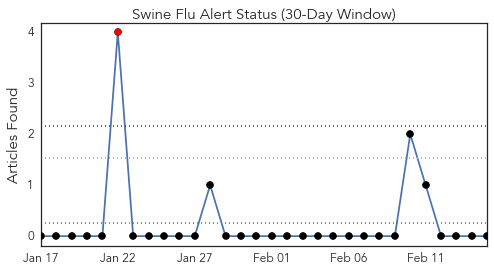 Swine Flu Alert Status (30-Day Window)
Articles Found
4
3
2
1
0
Jan 17 Jan 22 Jan 27 Feb 01 Feb 06 Feb 11